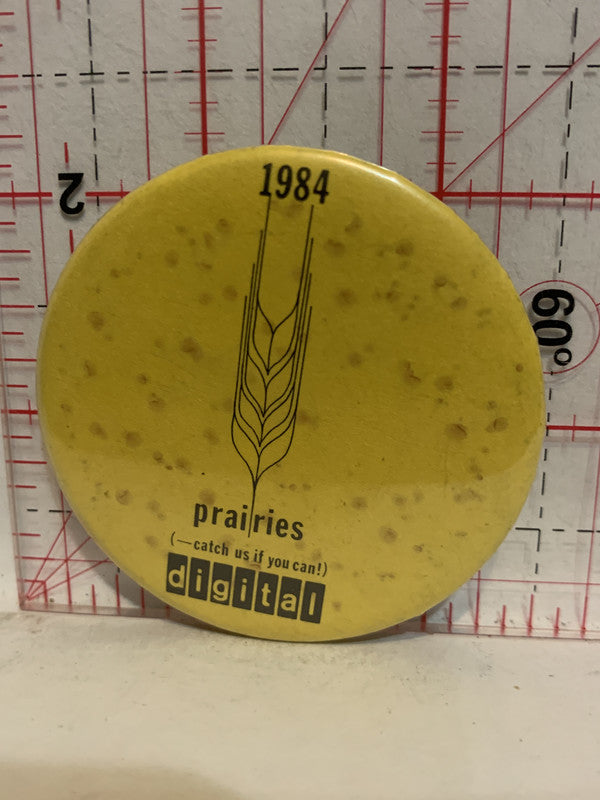 1984
2
60°
prairies
(—catch us if you can!)
digital